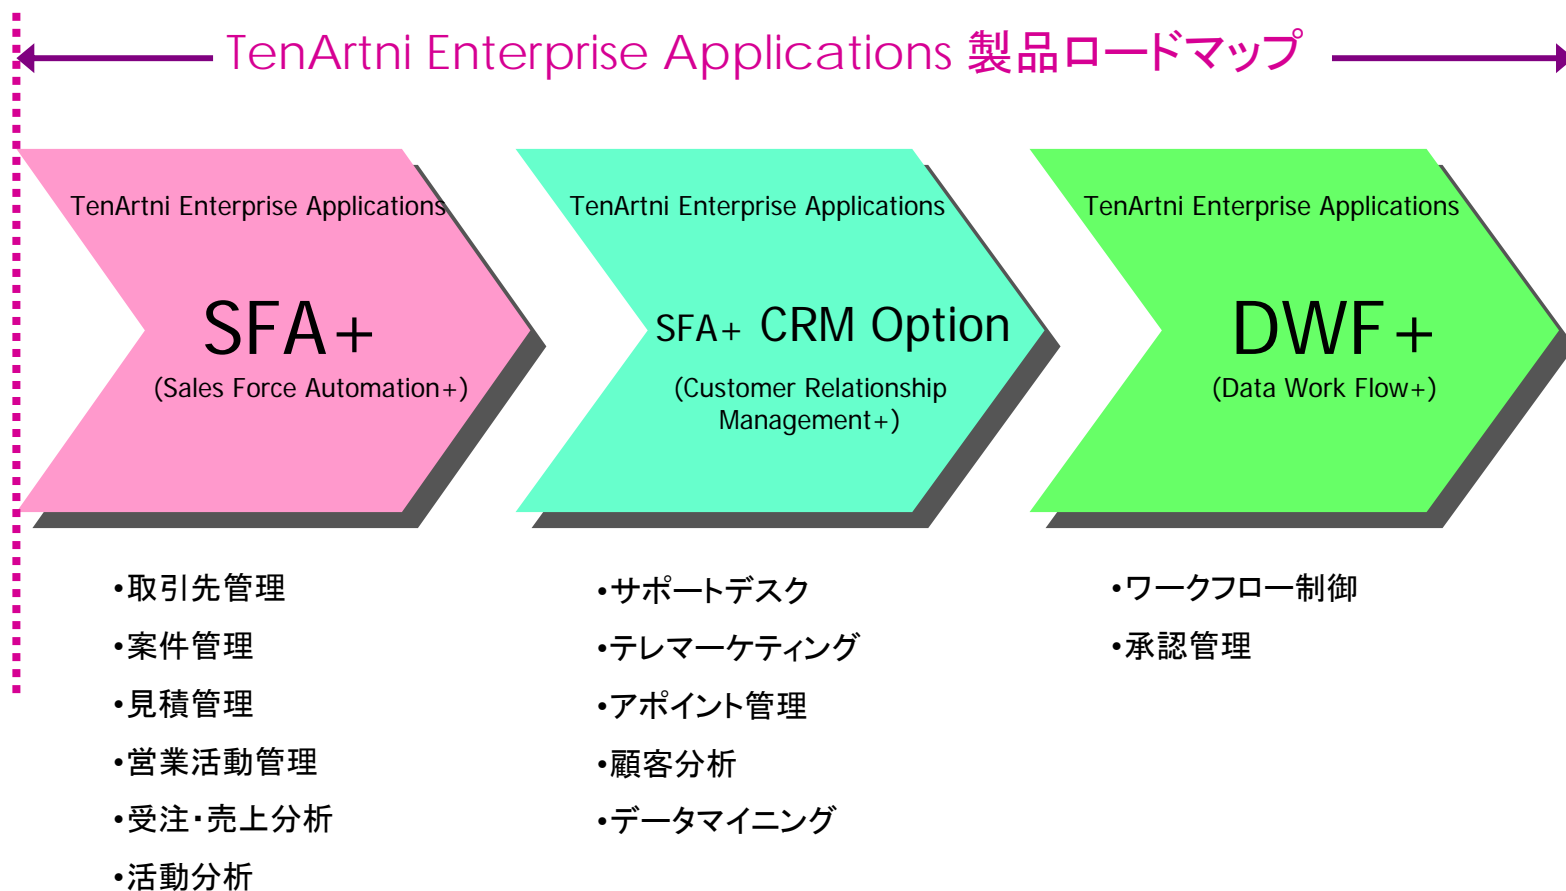 TenArtni Enterprise Applications 製品ロードマップ
TenArtni Enterprise Applications
SFA+
(Sales Force Automation+)
•取引先管理
•案件管理
•見積管理
•営業活動管理
•受注・売上分析
•活動分析
TenArtni Enterprise Applications
SFA+ CRM Option
(Customer Relationship
Management+)
•サポートデスク
•テレマーケティング
•アポイント管理
•顧客分析
•データマイニング
TenArtni Enterprise Applications
DWF+
(Data Work Flow+)
•ワークフロー制御
•承認管理